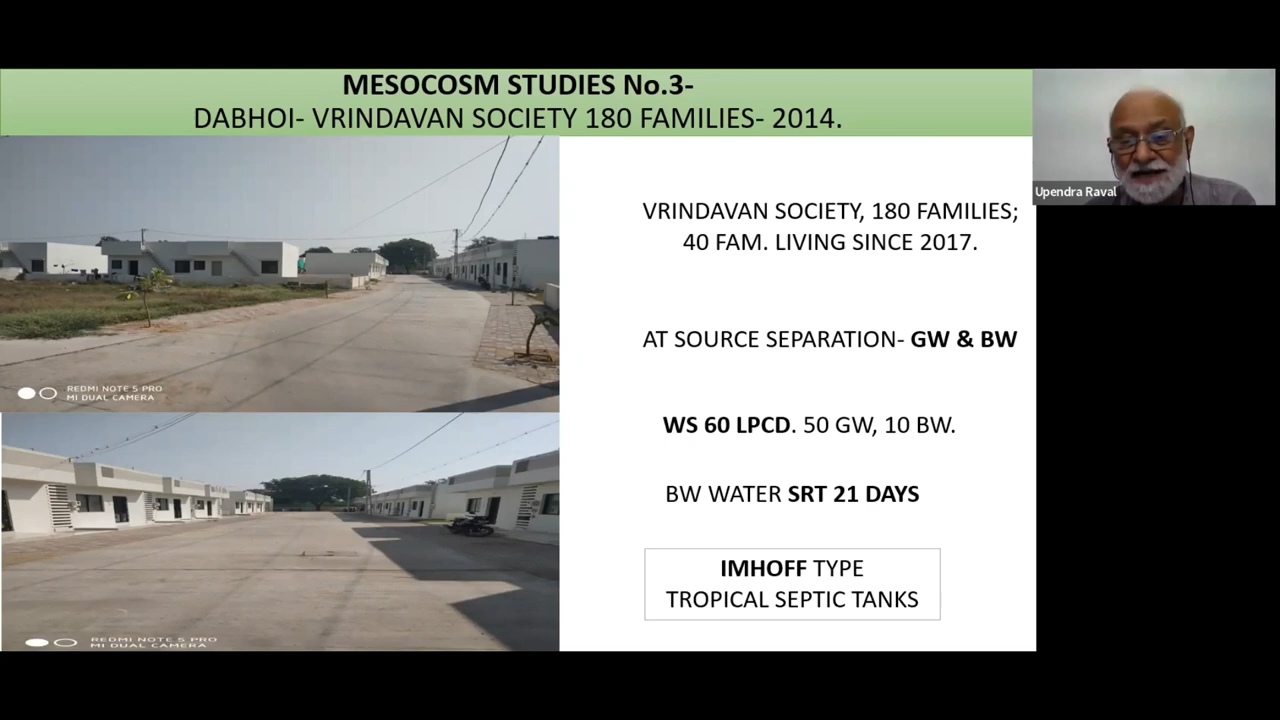 MESOCOSM STUDIES No.3-
DABHOI- VRINDAVAN SOCIETY 180 FAMILIES- 2014.
Upendra Raval
VRINDAVAN SOCIETY, 180 FAMILIES;
40 FAM. LIVING SINCE 2017.
AT SOURCE SEPARATION- GW & BW
REDMI NOTE 5 PRO
MI DUAL CAMERA
WS 60 LPCD. 50 GW, 10 BW.
BW WATER SRT 21 DAYS
IMHOFF TYPE
TROPICAL SEPTIC TANKS
REDMI NOTE 5 PRO
MI DUAL CAMERA